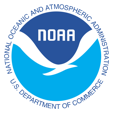 NATIONAL OCEANIC AND ATMOSPHERIC ADMINISTRATION
NOAA
U.S. DEPARTMENT OF COMMERCE